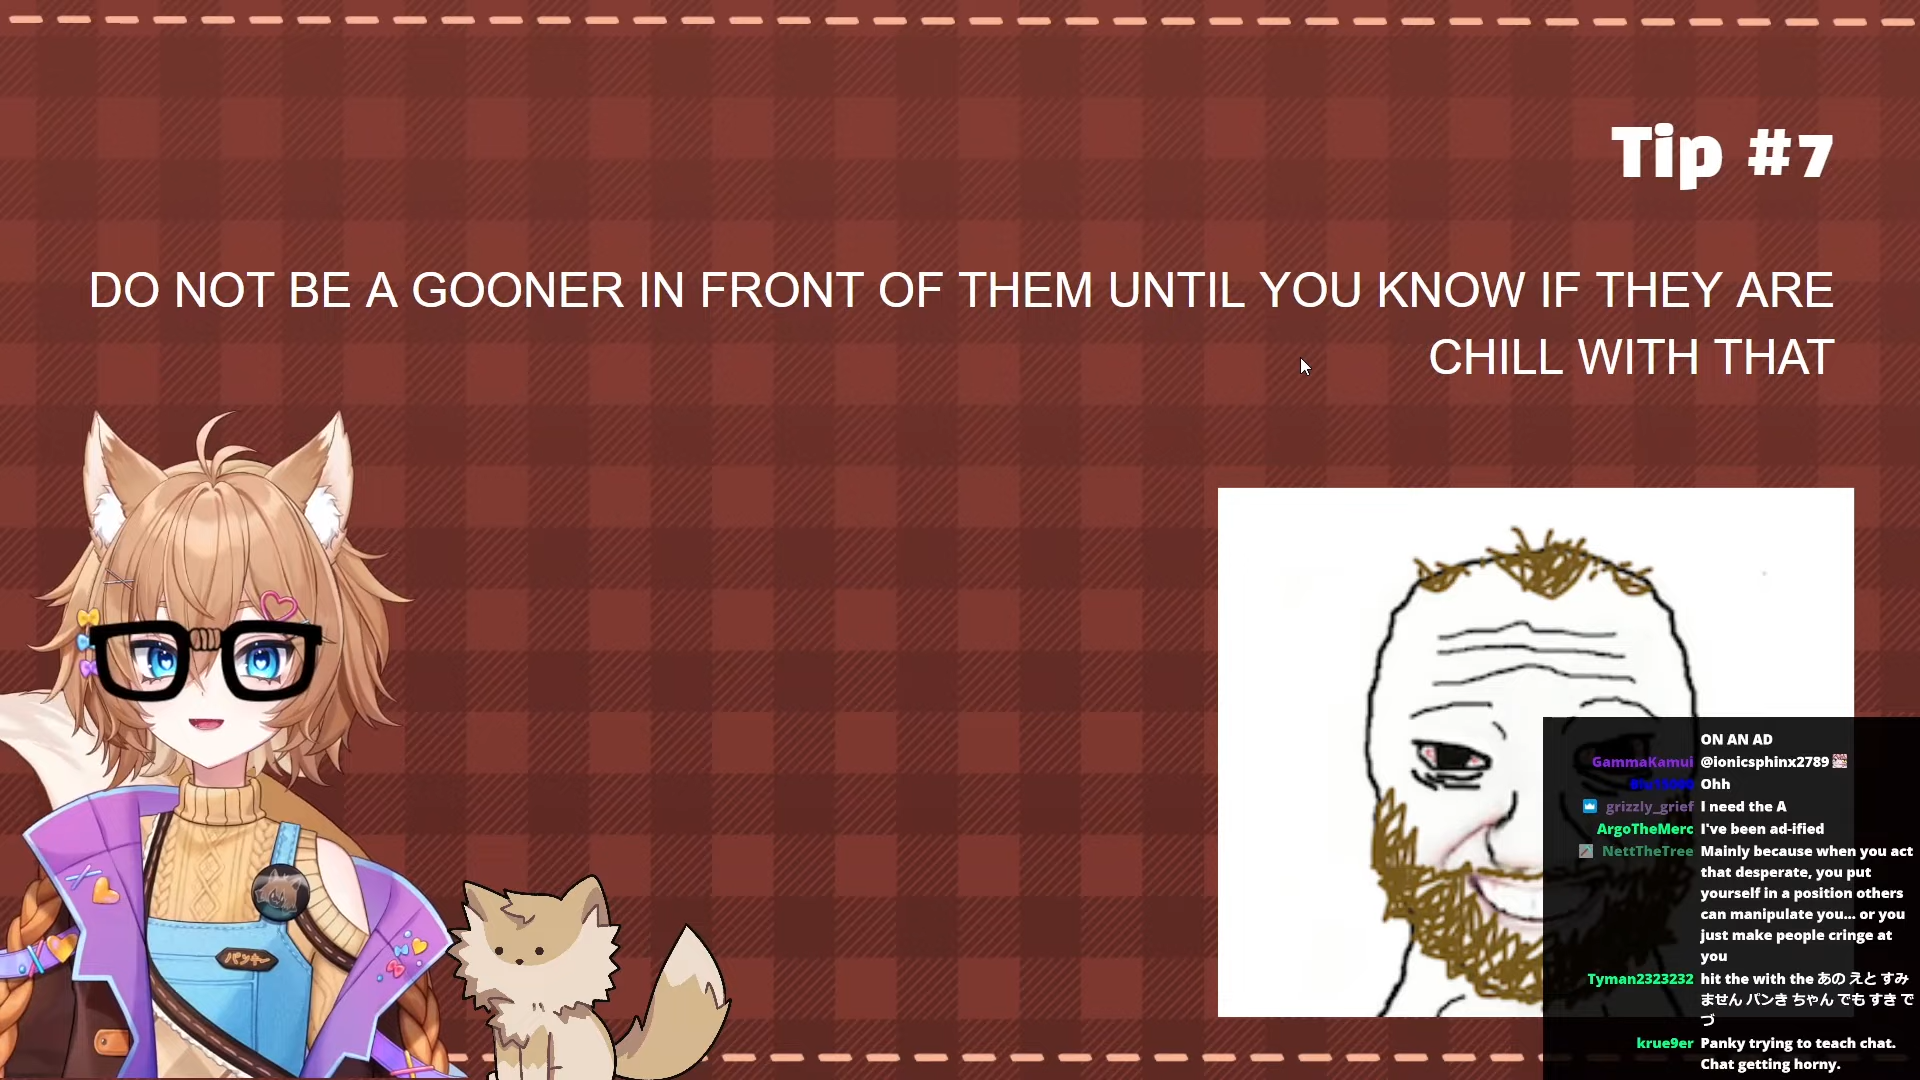 Tip #7
DO NOT BE A GOONER IN FRONT OF THEM UNTIL YOU KNOW IF THEY ARE
CHILL WITH THAT
パンキー
ON AN AD
GammaKamui @ionicsphinx2789
Ohh
grizzly_grief I need the A
ArgoTheMerc I've been ad-ified
NettTheTree Mainly because when you act
that desperate, you put
yourself in a position others
can manipulate you... or you
just make people cringe at
you
Tyman2323232 hit the with the あの えと すみ
ません バンき ちゃん でも すき で
づ
krue9er Panky trying to teach chat.
Chat getting horny.